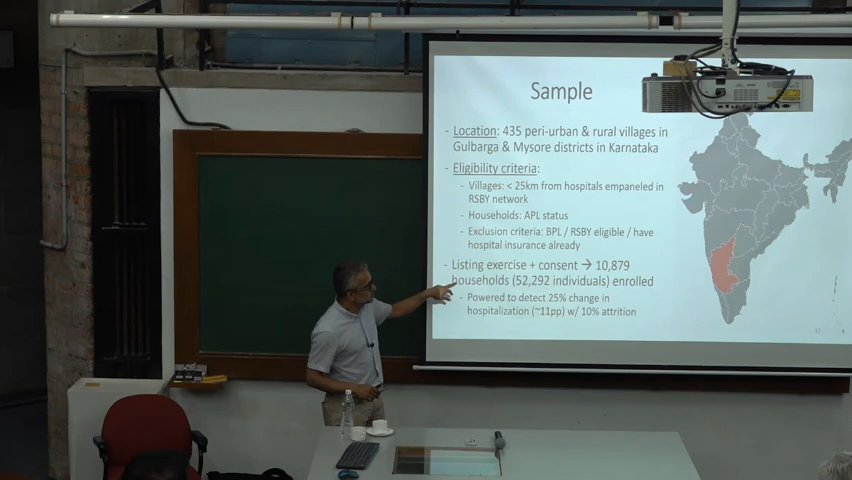 Sample
- Location: 435 peri-urban & rural villages in
Gulbarga & Mysore districts in Karnataka
- Eligibility criteria:
- Villages: < 25km from hospitals empaneled in
RSBY network
- Households: APL status
- Exclusion criteria: BPL / RSBY eligible / have
hospital insurance already
- Listing exercise + consent → 10,879
households (52,292 individuals) enrolled
- Powered to detect 25% change in
hospitalization (~11pp) w/ 10% attrition